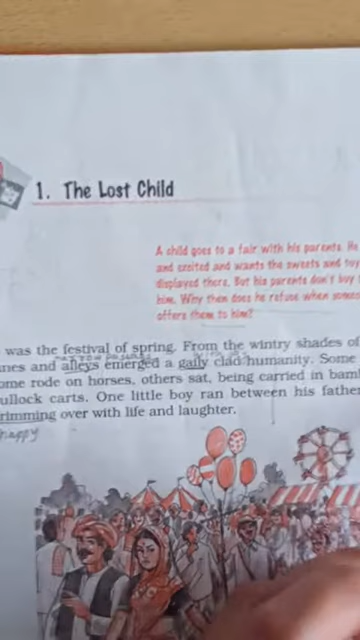 1. The Lost Child
A child goes to a fair with his parents. He
and excited and wants the sweets and toy
displayed there. But his parents don't buy
him. Why then does he refuse when someo
offers them to him?
was the festival of spring. From the wintry shades of
narrow
nes and alleys emerged a gaily clad humanity. Some
ome rode on horses, others sat, being carried in bam
ullock carts. One little boy ran between his father
rimming over with life and laughter.
happy